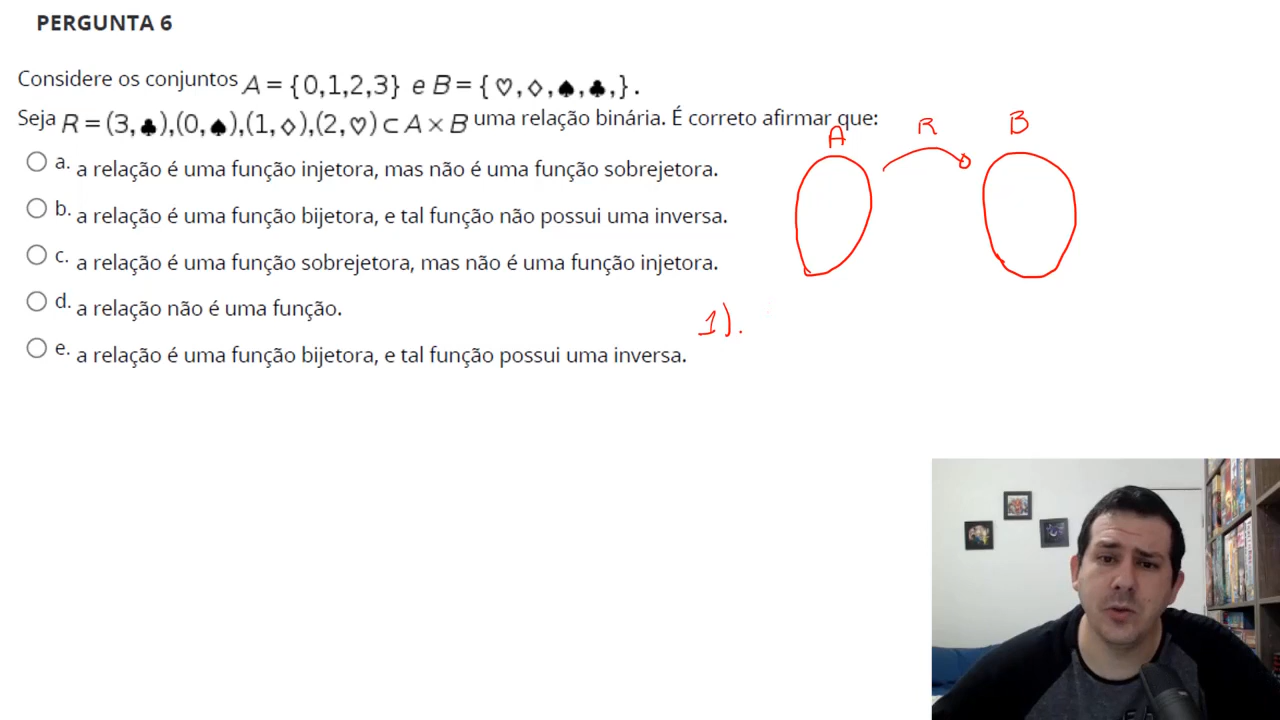 PERGUNTA 6
Considere os conjuntos A = {0,1,2,3} e B = {♡,◇,♠,♣,}.
Seja R = (3,♣),(0,♠),(1,◇),(2,♡) ⊂ A × B uma relação binária. É correto afirmar que:
A R B
a. a relação é uma função injetora, mas não é uma função sobrejetora.
b. a relação é uma função bijetora, e tal função não possui uma inversa.
c. a relação é uma função sobrejetora, mas não é uma função injetora.
d. a relação não é uma função.
1).
e. a relação é uma função bijetora, e tal função possui uma inversa.